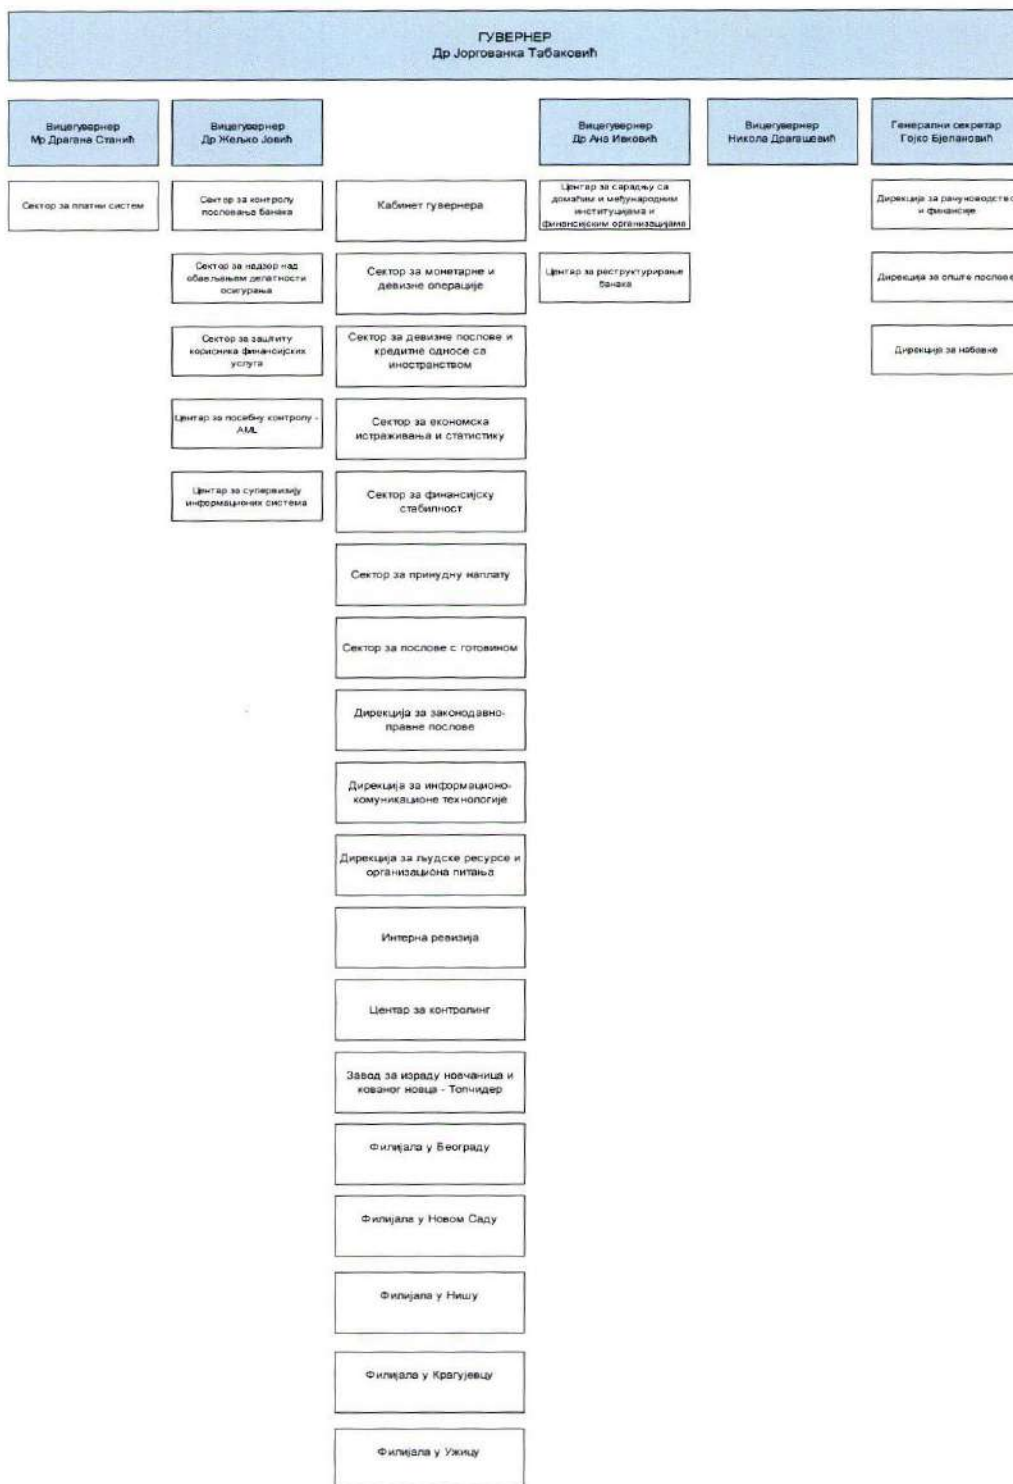 ГУВЕРНЕР
Др Јоргованка Табаковић
Вицегувернер
Мр Драгана Станић
Вицегувернер
Др Жељко Јовић
Вицегувернер
Др Ана Ивковић
Вицегувернер
Никола Драгашевић
Генерални секретар
Гојко Бјелановић
Сектор за платни систем
Сектор за контролу
пословања банака
Сектор за надзор над
обављањем делатности
осигурања
Сектор за заштиту
корисника финансијских
услуга
Центар за посебну контролу -
AML
Центар за супервизију
информационих система
Кабинет гувернера
Сектор за монетарне и
девизне операције
Сектор за девизне послове и
кредитне односе са
иностранством
Сектор за економска
истраживања и статистику
Сектор за финансијску
стабилност
Сектор за принудну наплату
Сектор за послове с готовином
Дирекција за законодавно-
правне послове
Дирекција за информационо-
комуникационе технологије
Дирекција за људске ресурсе и
организациона питања
Интерна ревизија
Центар за контролинг
Завод за израду новчаница и
кованог новца - Топчидер
Филијала у Београду
Филијала у Новом Саду
Филијала у Нишу
Филијала у Крагујевцу
Филијала у Ужицу
Центар за сарадњу са
домаћим и међународним
институцијама и
финансијским организацијама
Центар за реструктурирање
банака
Дирекција за рачуноводство
и финансије
Дирекција за опште послове
Дирекција за набавке